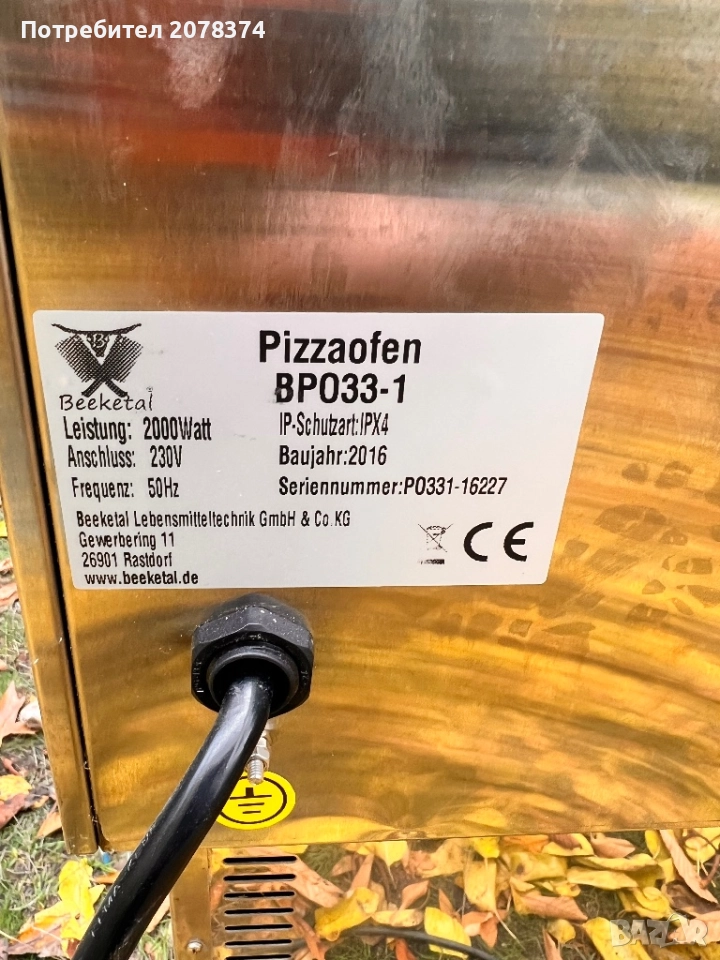 Потребител 2078374
Beeketal
Pizzaofen
BPO33-1
Leistung: 2000Watt
IP-Schutzart:IPX4
Anschluss: 230V
Baujahr:2016
Frequenz: 50Hz
Seriennummer:PO331-16227
Beeketal Lebensmitteltechnik GmbH & Co.KG
Gewerbering 11
26901 Rastdorf
www.beeketal.de
CE
BAZAR